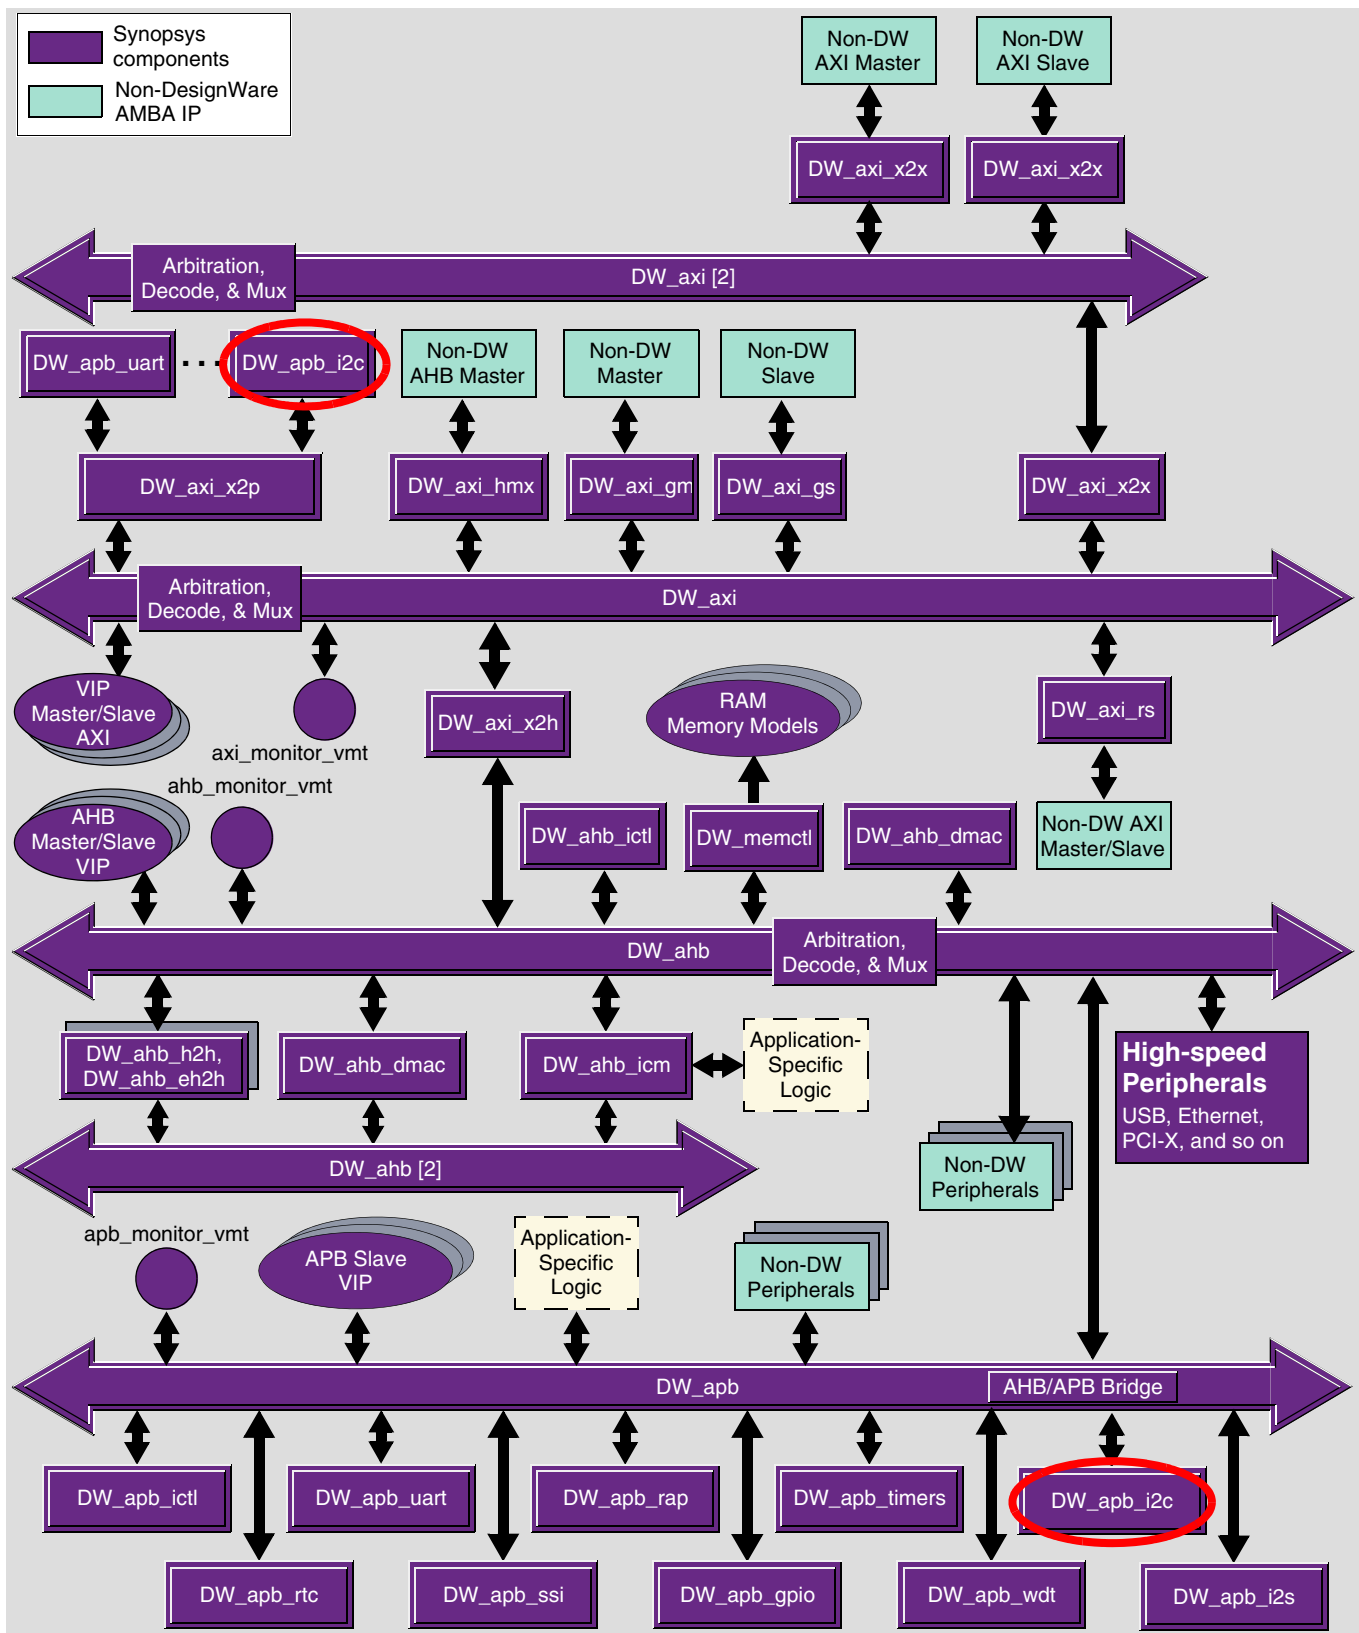 Synopsys
components
Non-DesignWare
AMBA IP
Non-DW
AXI Master
Non-DW
AXI Slave
DW_axi_x2x
DW_axi_x2x
Arbitration,
Decode, & Mux
DW_axi [2]
DW_apb_uart
. . .
DW_apb_i2c
Non-DW
AHB Master
Non-DW
Master
Non-DW
Slave
DW_axi_x2p
DW_axi_hmx
DW_axi_gm
DW_axi_gs
DW_axi_x2x
Arbitration,
Decode, & Mux
DW_axi
VIP
Master/Slave
AXI
axi_monitor_vmt
DW_axi_x2h
RAM
Memory Models
DW_axi_rs
ahb_monitor_vmt
AHB
Master/Slave
VIP
DW_ahb_ictl
DW_memctl
DW_ahb_dmac
Non-DW AXI
Master/Slave
DW_ahb
Arbitration,
Decode, & Mux
DW_ahb_h2h,
DW_ahb_eh2h
DW_ahb_dmac
DW_ahb_icm
Application-
Specific
Logic
High-speed
Peripherals
USB, Ethernet,
PCI-X, and so on
DW_ahb [2]
Non-DW
Peripherals
apb_monitor_vmt
APB Slave
VIP
Application-
Specific
Logic
Non-DW
Peripherals
DW_apb
AHB/APB Bridge
DW_apb_ictl
DW_apb_uart
DW_apb_rap
DW_apb_timers
DW_apb_i2c
DW_apb_rtc
DW_apb_ssi
DW_apb_gpio
DW_apb_wdt
DW_apb_i2s